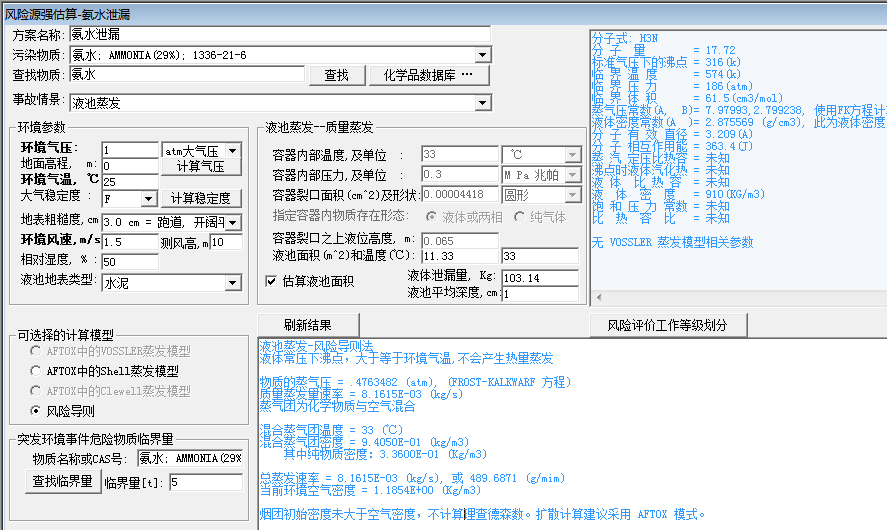 风险源强估算-氨水泄漏
方案名称: 氨水泄漏
污染物质: 氨水; AMMONIA(29%); 1336-21-6
查找物质: 氨水 查找 化学品数据库 ...
事故情景: 液池蒸发
环境参数
环境气压: 1 atm大气压
地面高程, m: 0 计算气压
环境气温, ℃ 25
大气稳定度 : F 计算稳定度
地表粗糙度, cm 3.0 cm = 跑道, 开阔平
环境风速, m/s 1.5 测风高, m 10
相对湿度, % : 50
液池地表类型: 水泥
液池蒸发--质量蒸发
容器内部温度, 及单位 : 33 ℃
容器内部压力, 及单位 : 0.3 M Pa 兆帕
容器裂口面积(cm^2)及形状: 0.00004418 圆形
指定容器内物质存在形态: 液体或两相 纯气体
容器裂口之上液位高度, m: 0.065
液池面积(m^2)和温度(℃): 11.33 33
估算液池面积 液体泄漏量, Kg: 103.14
液池平均深度, cm: 1
分子式: H3N
分 子 量 = 17.72
标准气压下的沸点 = 316(k)
临 界 温 度 = 574(k)
临 界 压 力 = 186(atm)
临 界 体 积 = 61.5(cm3/mol)
蒸气压常数(A, B)= 7.97993,2.799238, 使用FK方程计
液体密度常数(A )= 2.875569 (g/cm3), 此为液体密度
分 子 有 效 直径 = 3.209(A)
分 子 相互作用能 = 363.4(J)
蒸 汽 定压比热容 = 未知
沸点时液体汽化热 = 未知
液 体 比 热 容 = 未知
液 体 密 度 = 910(KG/m3)
饱 和 压 力 常数 = 未知
比 热 容 比 = 未知
无 VOSSLER 蒸发模型相关参数
刷新结果
风险评价工作等级划分
可选择的计算模型
AFTOX中的VOSSLER蒸发模型
AFTOX中的Shell蒸发模型
AFTOX中的Clewell蒸发模型
风险导则
突发环境事件危险物质临界量
物质名称或CAS号: 氨水; AMMONIA(29%
查找临界量 临界量[t]: 5
液池蒸发-风险导则法
液体常压下沸点，大于等于环境气温,不会产生热量蒸发
物质的蒸气压 = .4763482 (atm), (FROST-KALKWARF 方程)
质量蒸发量速率 = 8.1615E-03 (kg/s)
蒸气团为化学物质与空气混合
混合蒸气团温度 = 33 (℃)
混合蒸气团密度 = 9.4050E-01 (kg/m3)
其中纯物质密度: 3.3600E-01 (Kg/m3)
总蒸发速率 = 8.1615E-03 (kg/s), 或 489.6871 (g/mim)
当前环境空气密度 = 1.1854E+00 (Kg/m3)
烟团初始密度未大于空气密度，不计算理查德森数。扩散计算建议采用 AFTOX 模式。